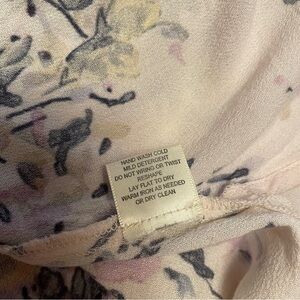 HAND WASH COLD
MILD DETERGENT
DO NOT WRING OR TWIST
RESHAPE
LAY FLAT TO DRY
WARM IRON AS NEEDED
OR DRY CLEAN